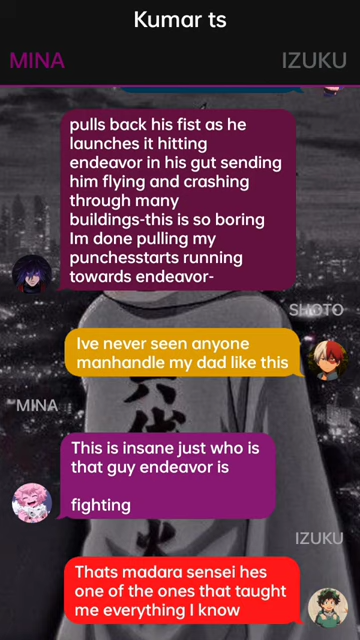 Kumar ts
MINA
IZUKU
pulls back his fist as he
launches it hitting
endeavor in his gut sending
him flying and crashing
through many
buildings-this is so boring
Im done pulling my
punchesstarts running
towards endeavor-
SHOTO
Ive never seen anyone
manhandle my dad like this
MINA
This is insane just who is
that guy endeavor is
fighting
IZUKU
Thats madara sensei hes
one of the ones that taught
me everything I know